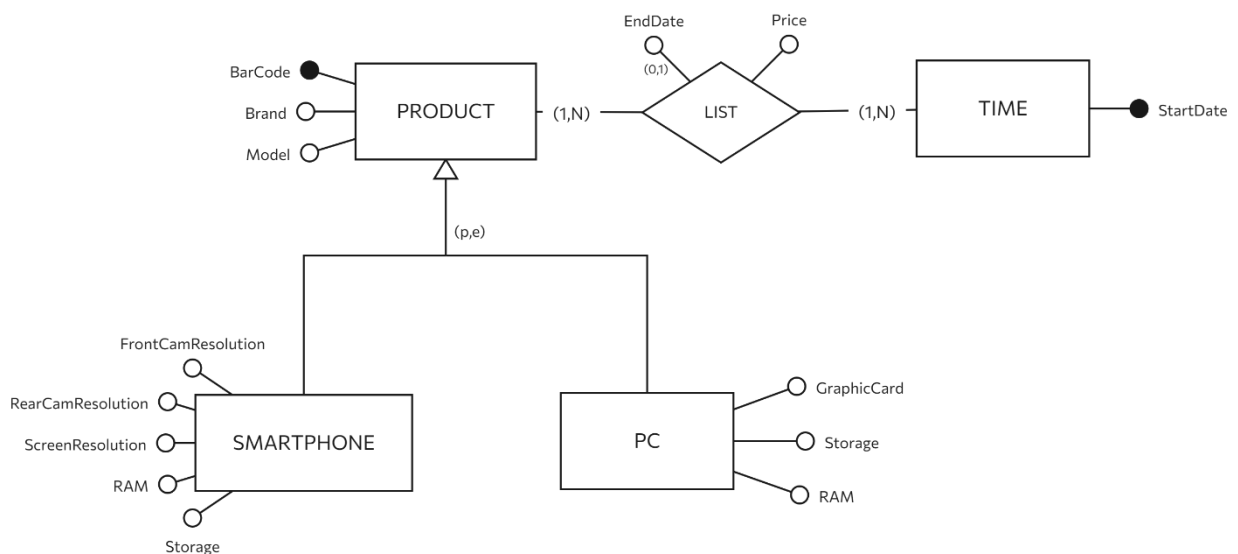 EndDate
Price
(0,1)
BarCode
Brand
Model
PRODUCT
(1,N)
LIST
(1,N)
TIME
StartDate
(p,e)
FrontCamResolution
RearCamResolution
ScreenResolution
RAM
Storage
SMARTPHONE
PC
GraphicCard
Storage
RAM